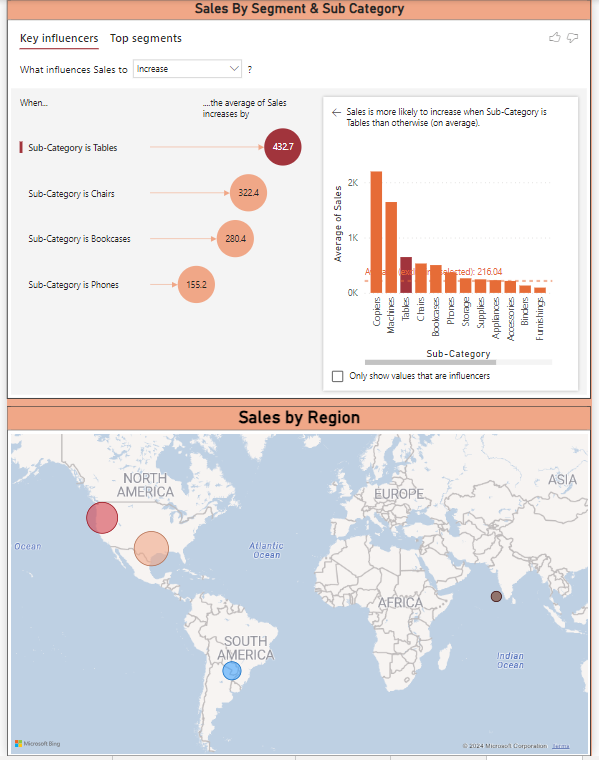 Sales By Segment & Sub Category
Key influencers
Top segments
What influences Sales to
Increase
?
When...
....the average of Sales
increases by
Sub-Category is Tables
432.7
Sub-Category is Chairs
322.4
Sub-Category is Bookcases
280.4
Sub-Category is Phones
155.2
← Sales is more likely to increase when Sub-Category is
Tables than otherwise (on average).
Average of Sales
2K
1K
0K
selected): 216.04
Copiers
Machines
Tables
Chairs
Bookcases
Phones
Storage
Supplies
Appliances
Accessories
Binders
Furnishings
Sub-Category
Only show values that are influencers
Sales by Region
NORTH
AMERICA
EUROPE
ASIA
Ocean
Atlantic
Ocean
AFRICA
SOUTH
AMERICA
Indian
Ocean
Microsoft Bing
© 2024 Microsoft Corporation
Terms